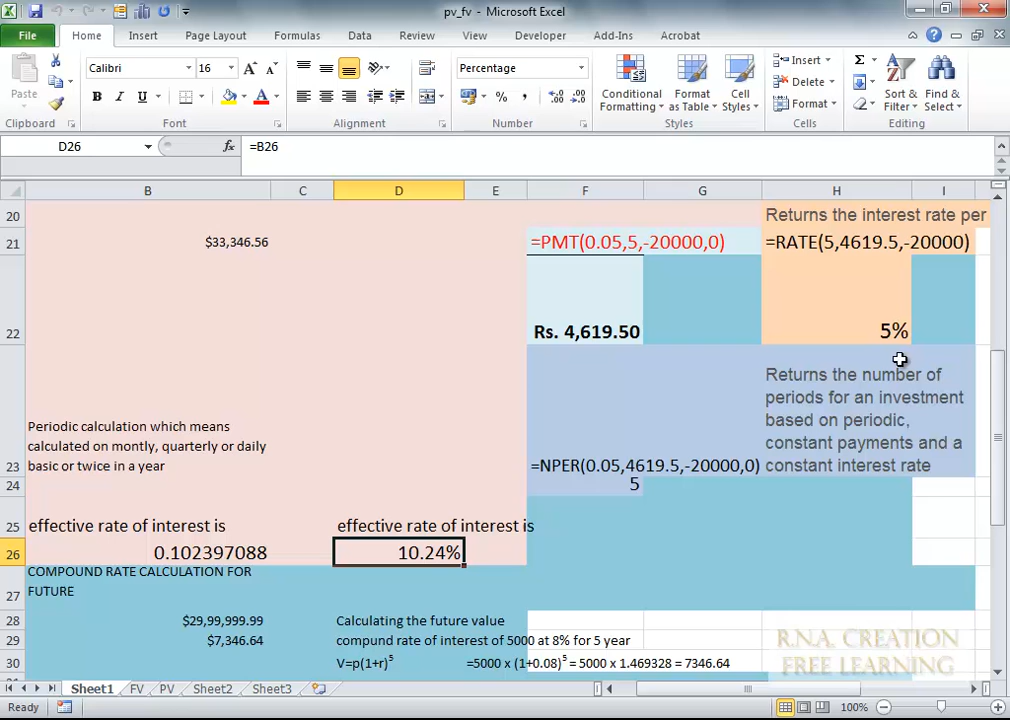 pv_fv - Microsoft Excel
File Home Insert Page Layout Formulas Data Review View Developer Add-Ins Acrobat
Paste
Calibri 16
B I U
Percentage
Conditional Formatting
Format as Table
Cell Styles
Insert
Delete
Format
Sort & Filter
Find & Select
Clipboard Font Alignment Number Styles Cells Editing
D26 fx =B26
B C D E F G H I
20 Returns the interest rate per
21 $33,346.56 =PMT(0.05,5,-20000,0) =RATE(5,4619.5,-20000)
22 Rs. 4,619.50 5%
Returns the number of
periods for an investment
based on periodic,
constant payments and a
constant interest rate
Periodic calculation which means
calculated on montly, quarterly or daily
23 basic or twice in a year =NPER(0.05,4619.5,-20000,0)
24 5
25 effective rate of interest is effective rate of interest is
26 0.102397088 10.24%
COMPOUND RATE CALCULATION FOR
27 FUTURE
28 $29,99,999.99 Calculating the future value
29 $7,346.64 compund rate of interest of 5000 at 8% for 5 year
30 V=p(1+r)⁵ =5000 x (1+0.08)⁵ = 5000 x 1.469328 = 7346.64
R.N.A. CREATION
FREE LEARNING
Sheet1 FV PV Sheet2 Sheet3
Ready 100%